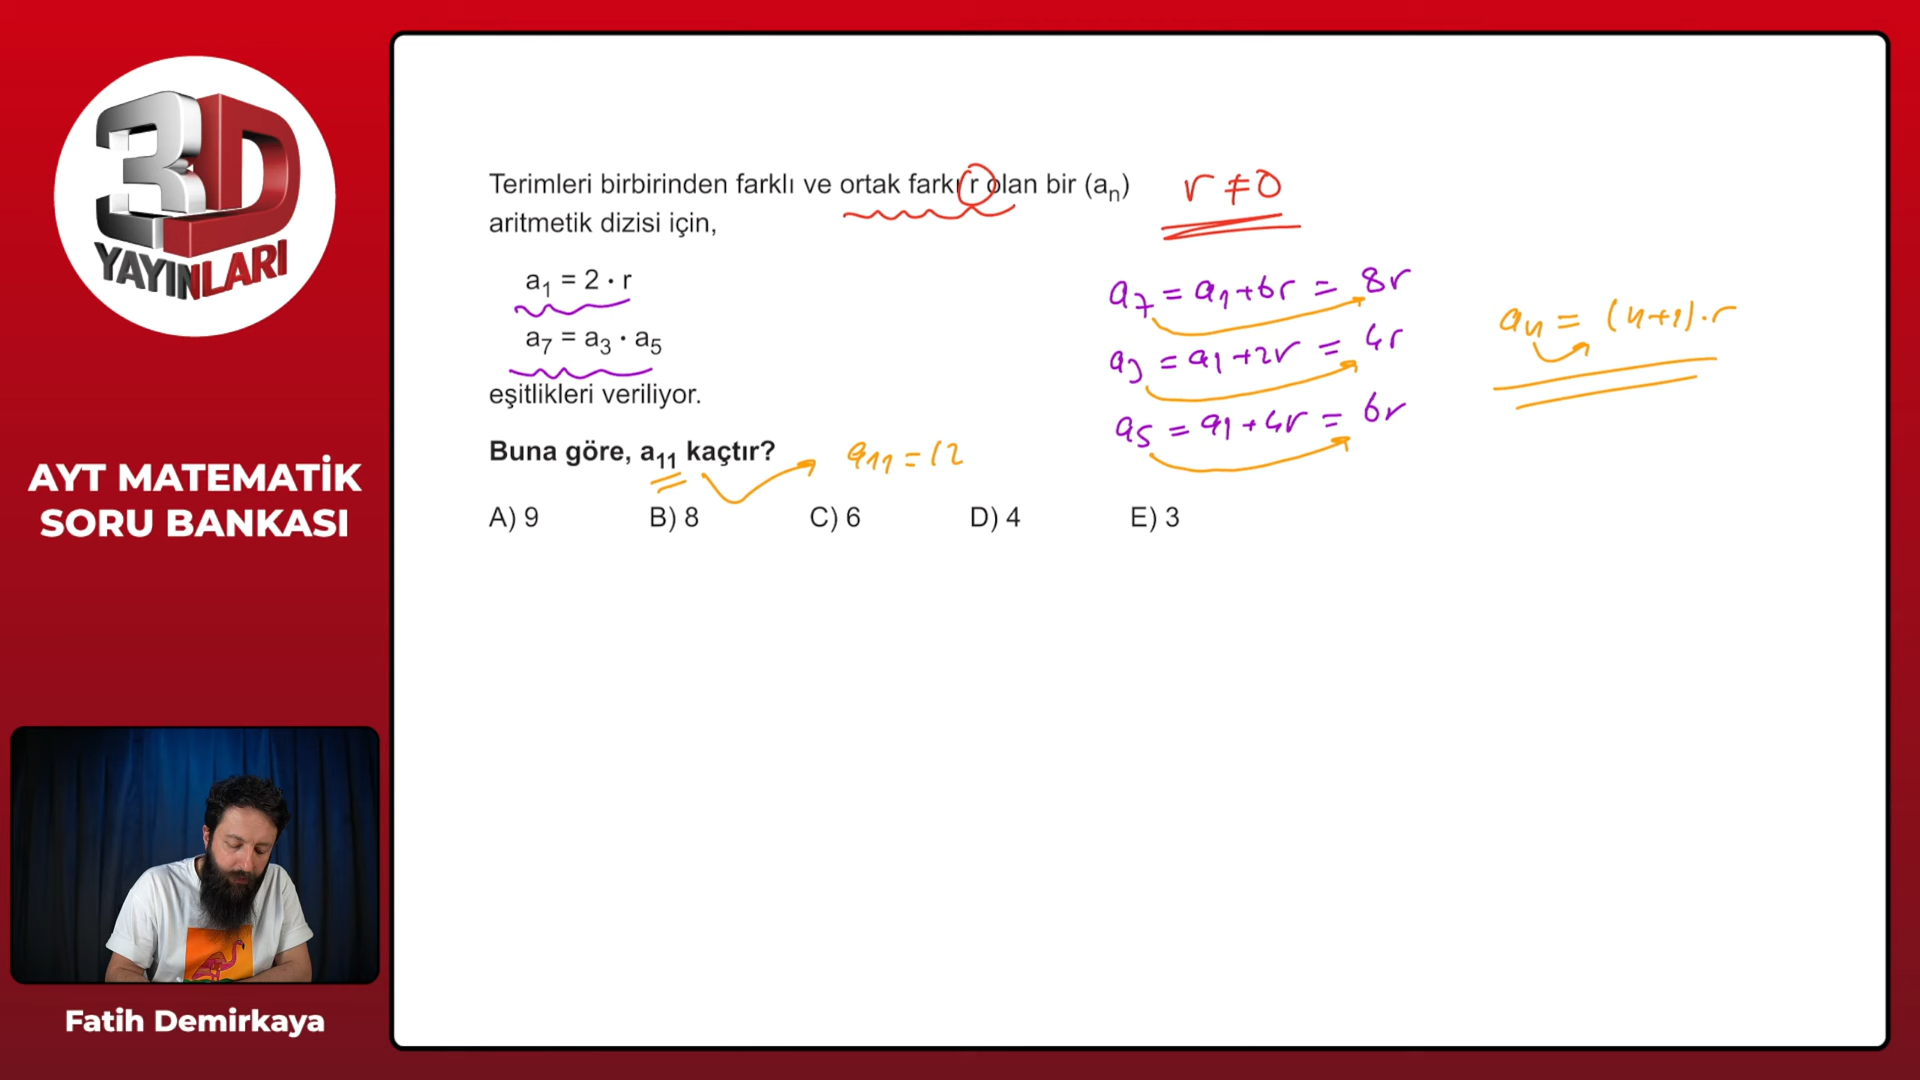 3D
YAYINLARI
AYT MATEMATİK
SORU BANKASI
Fatih Demirkaya
Terimleri birbirinden farklı ve ortak farkı r olan bir (aₙ)
aritmetik dizisi için,
a₁ = 2 · r
a₇ = a₃ · a₅
eşitlikleri veriliyor.
Buna göre, a₁₁ kaçtır?
A) 9 B) 8 C) 6 D) 4 E) 3
r ≠ 0
a₇ = a₁+6r = 8r
a₃ = a₁+2r = 4r
a₅ = a₁+4r = 6r
aₙ = (n+1)·r
a₁₁ = 12